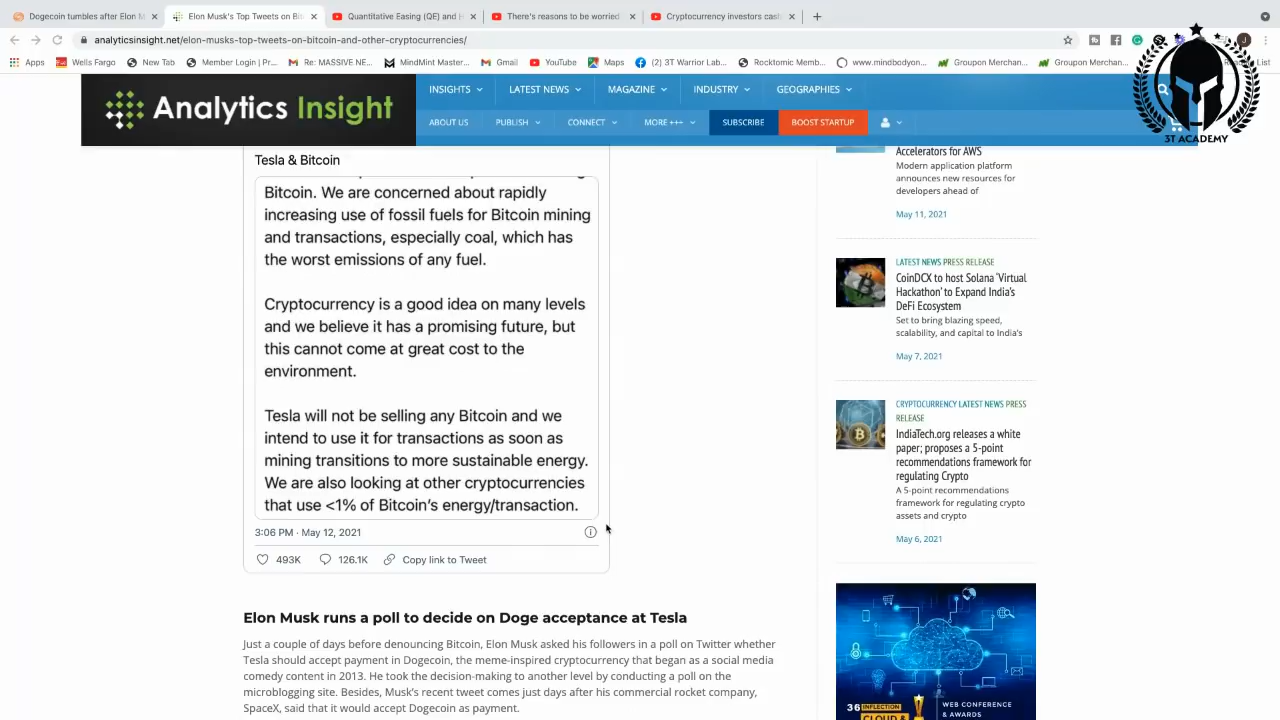 Dogecoin tumbles after Elon M
Elon Musk's Top Tweets on Bit
Quantitative Easing (QE) and H
There's reasons to be worried
Cryptocurrency investors cash
analyticsinsight.net/elon-musks-top-tweets-on-bitcoin-and-other-cryptocurrencies/
Apps
Wells Fargo
New Tab
Member Login | Pr...
Re: MASSIVE NE...
MindMint Master...
Gmail
YouTube
Maps
(2) 3T Warrior Lab...
Rocktomic Memb...
www.mindbodyon...
Groupon Merchan...
Groupon Merchan...
List
3T ACADEMY
Analytics Insight
INSIGHTS
LATEST NEWS
MAGAZINE
INDUSTRY
GEOGRAPHIES
ABOUT US
PUBLISH
CONNECT
MORE +++
SUBSCRIBE
BOOST STARTUP
Tesla & Bitcoin
Bitcoin. We are concerned about rapidly
increasing use of fossil fuels for Bitcoin mining
and transactions, especially coal, which has
the worst emissions of any fuel.
Cryptocurrency is a good idea on many levels
and we believe it has a promising future, but
this cannot come at great cost to the
environment.
Tesla will not be selling any Bitcoin and we
intend to use it for transactions as soon as
mining transitions to more sustainable energy.
We are also looking at other cryptocurrencies
that use <1% of Bitcoin's energy/transaction.
3:06 PM · May 12, 2021
493K
126.1K
Copy link to Tweet
Elon Musk runs a poll to decide on Doge acceptance at Tesla
Just a couple of days before denouncing Bitcoin, Elon Musk asked his followers in a poll on Twitter whether
Tesla should accept payment in Dogecoin, the meme-inspired cryptocurrency that began as a social media
comedy content in 2013. He took the decision-making to another level by conducting a poll on the
microblogging site. Besides, Musk's recent tweet comes just days after his commercial rocket company,
SpaceX, said that it would accept Dogecoin as payment.
Accelerators for AWS
Modern application platform
announces new resources for
developers ahead of
May 11, 2021
LATEST NEWS PRESS RELEASE
CoinDCX to host Solana 'Virtual
Hackathon' to Expand India's
DeFi Ecosystem
Set to bring blazing speed,
scalability, and capital to India's
May 7, 2021
CRYPTOCURRENCY LATEST NEWS PRESS
RELEASE
IndiaTech.org releases a white
paper; proposes a 5-point
recommendations framework for
regulating Crypto
A 5-point recommendations
framework for regulating crypto
assets and crypto
May 6, 2021
36 INFLECTION
CLOUD &
WEB CONFERENCE
& AWARDS